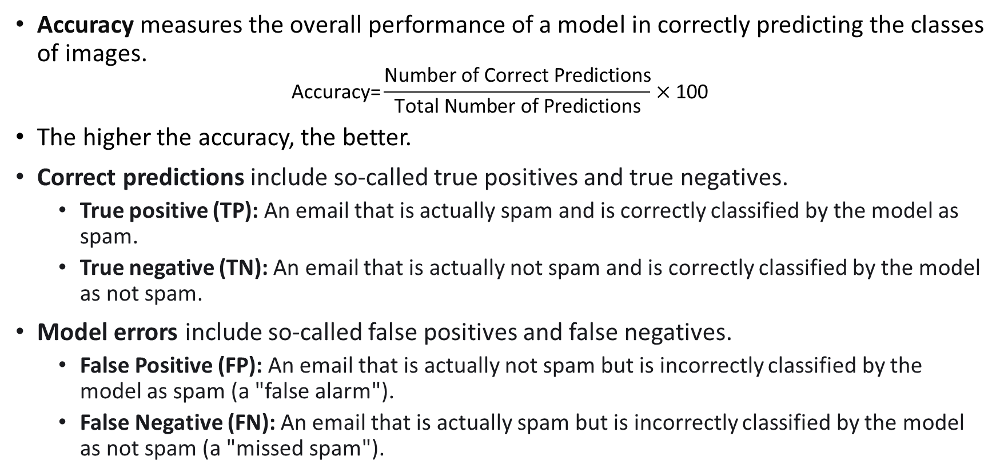 • Accuracy measures the overall performance of a model in correctly predicting the classes
of images.
Accuracy= Number of Correct Predictions / Total Number of Predictions × 100
• The higher the accuracy, the better.
• Correct predictions include so-called true positives and true negatives.
• True positive (TP): An email that is actually spam and is correctly classified by the model as
spam.
• True negative (TN): An email that is actually not spam and is correctly classified by the model
as not spam.
• Model errors include so-called false positives and false negatives.
• False Positive (FP): An email that is actually not spam but is incorrectly classified by the
model as spam (a "false alarm").
• False Negative (FN): An email that is actually spam but is incorrectly classified by the model
as not spam (a "missed spam").